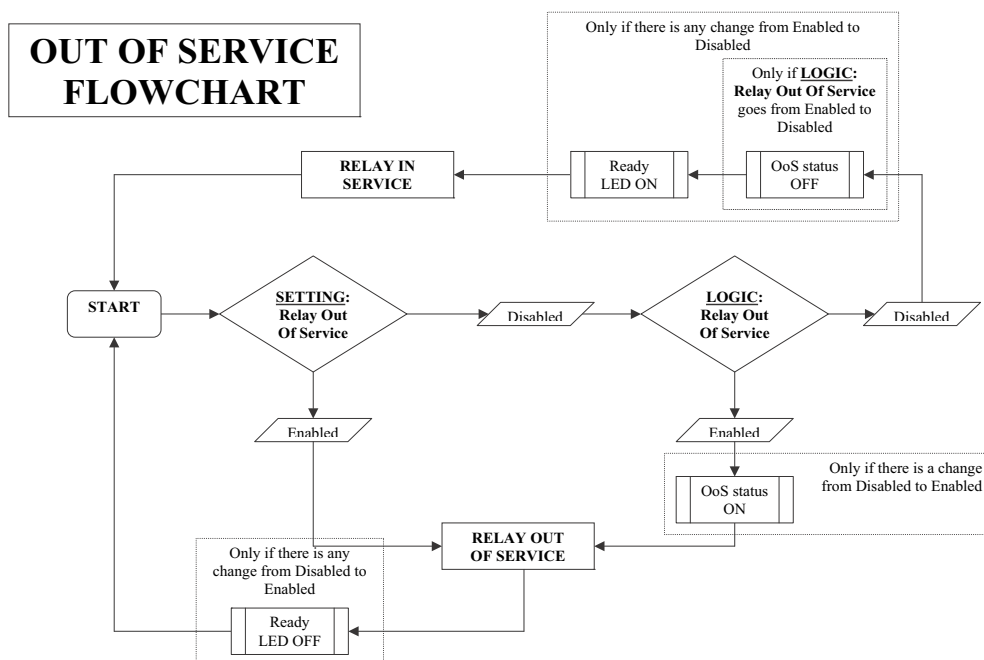 OUT OF SERVICE
FLOWCHART
Only if there is any change from Enabled to
Disabled
Only if LOGIC:
Relay Out Of Service
goes from Enabled to
Disabled
RELAY IN
SERVICE
Ready
LED ON
OoS status
OFF
START
SETTING:
Relay Out
Of Service
Disabled
LOGIC:
Relay Out
Of Service
Disabled
Enabled
Enabled
Only if there is a change
from Disabled to Enabled
OoS status
ON
RELAY OUT
OF SERVICE
Only if there is any
change from Disabled to
Enabled
Ready
LED OFF